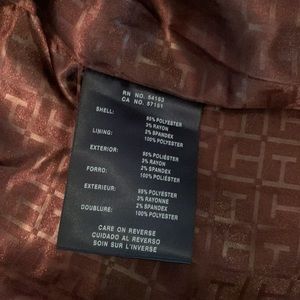 RN NO. 54163
CA NO. 57151
SHELL: 95% POLYESTER
3% RAYON
LINING: 2% SPANDEX
100% POLYESTER
EXTERIOR: 95% POLIÉSTER
3% RAYON
FORRO: 2% SPANDEX
100% POLIÉSTER
EXTERIEUR: 95% POLYESTER
3% RAYONNE
DOUBLURE: 2% SPANDEX
100% POLYESTER
CARE ON REVERSE
CUIDADO AL REVERSO
SOIN SUR L'INVERSE